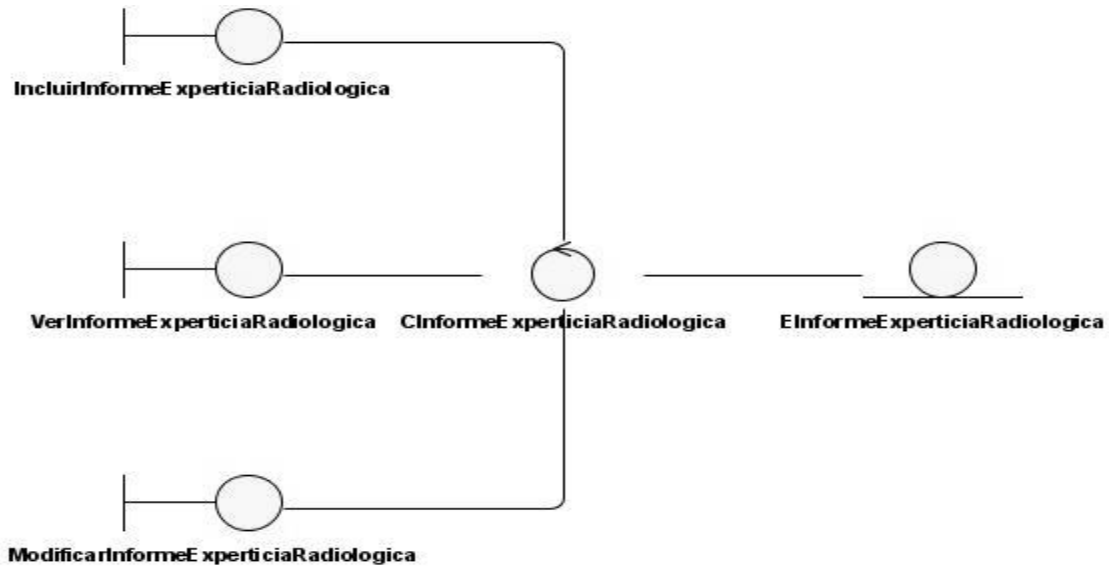 IncluirInformeExperticiaRadiologica
VerInformeExperticiaRadiologica
CInformeExperticiaRadiologica
EInformeExperticiaRadiologica
ModificarInformeExperticiaRadiologica